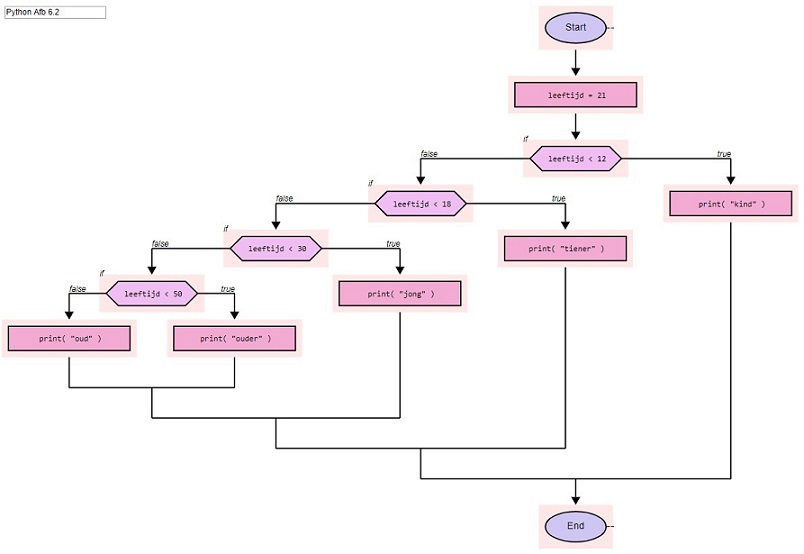 Python Afb 6.2
Start
leeftijd = 21
if
leeftijd < 12
false
true
if
leeftijd < 18
print( "kind" )
false
true
if
leeftijd < 30
print( "tiener" )
false
true
if
leeftijd < 50
print( "jong" )
false
true
print( "oud" )
print( "ouder" )
End